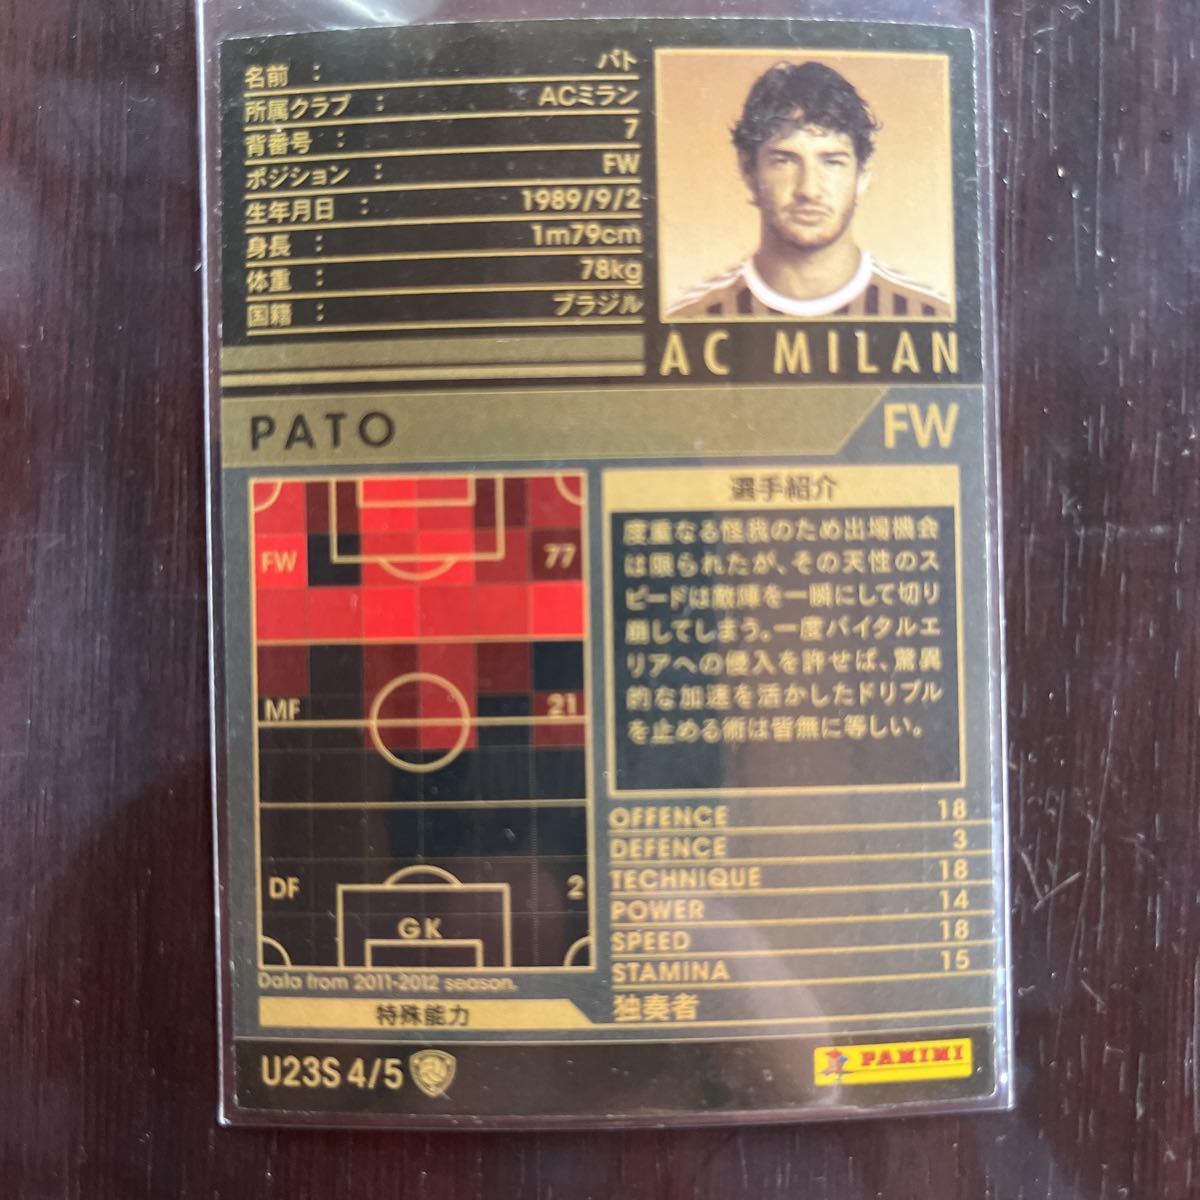 名前 : パト
所属クラブ : ACミラン
背番号 : 7
ポジション : FW
生年月日 : 1989/9/2
身長 : 1m79cm
体重 : 78kg
国籍 : ブラジル
AC MILAN
PATO
FW
FW 77
MF 21
DF 2
GK
Data from 2011-2012 season.
選手紹介
度重なる怪我のため出場機会
は限られたが、その天性のス
ピードは敵陣を一瞬にして切り
崩してしまう。一度バイタルエ
リアへの侵入を許せば、驚異
的な加速を活かしたドリブル
を止める術は皆無に等しい。
OFFENCE 18
DEFENCE 3
TECHNIQUE 18
POWER 14
SPEED 18
STAMINA 15
特殊能力 独奏者
U23S 4/5
PANINI